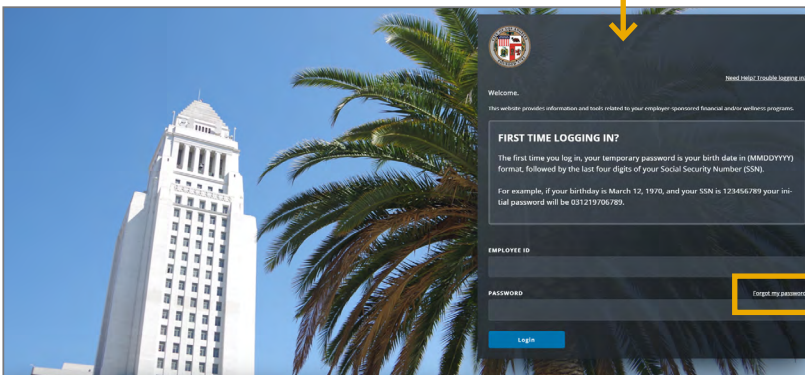 Need Help? Trouble logging in
Welcome,
This website provides information and tools related to your employer-sponsored financial and/or wellness programs.
FIRST TIME LOGGING IN?
The first time you log in, your temporary password is your birth date in (MMDDYYYY)
format, followed by the last four digits of your Social Security Number (SSN).
For example, if your birthday is March 12, 1970, and your SSN is 123456789 your ini-
tial password will be 031219706789.
EMPLOYEE ID
PASSWORD
Forgot my password
Login